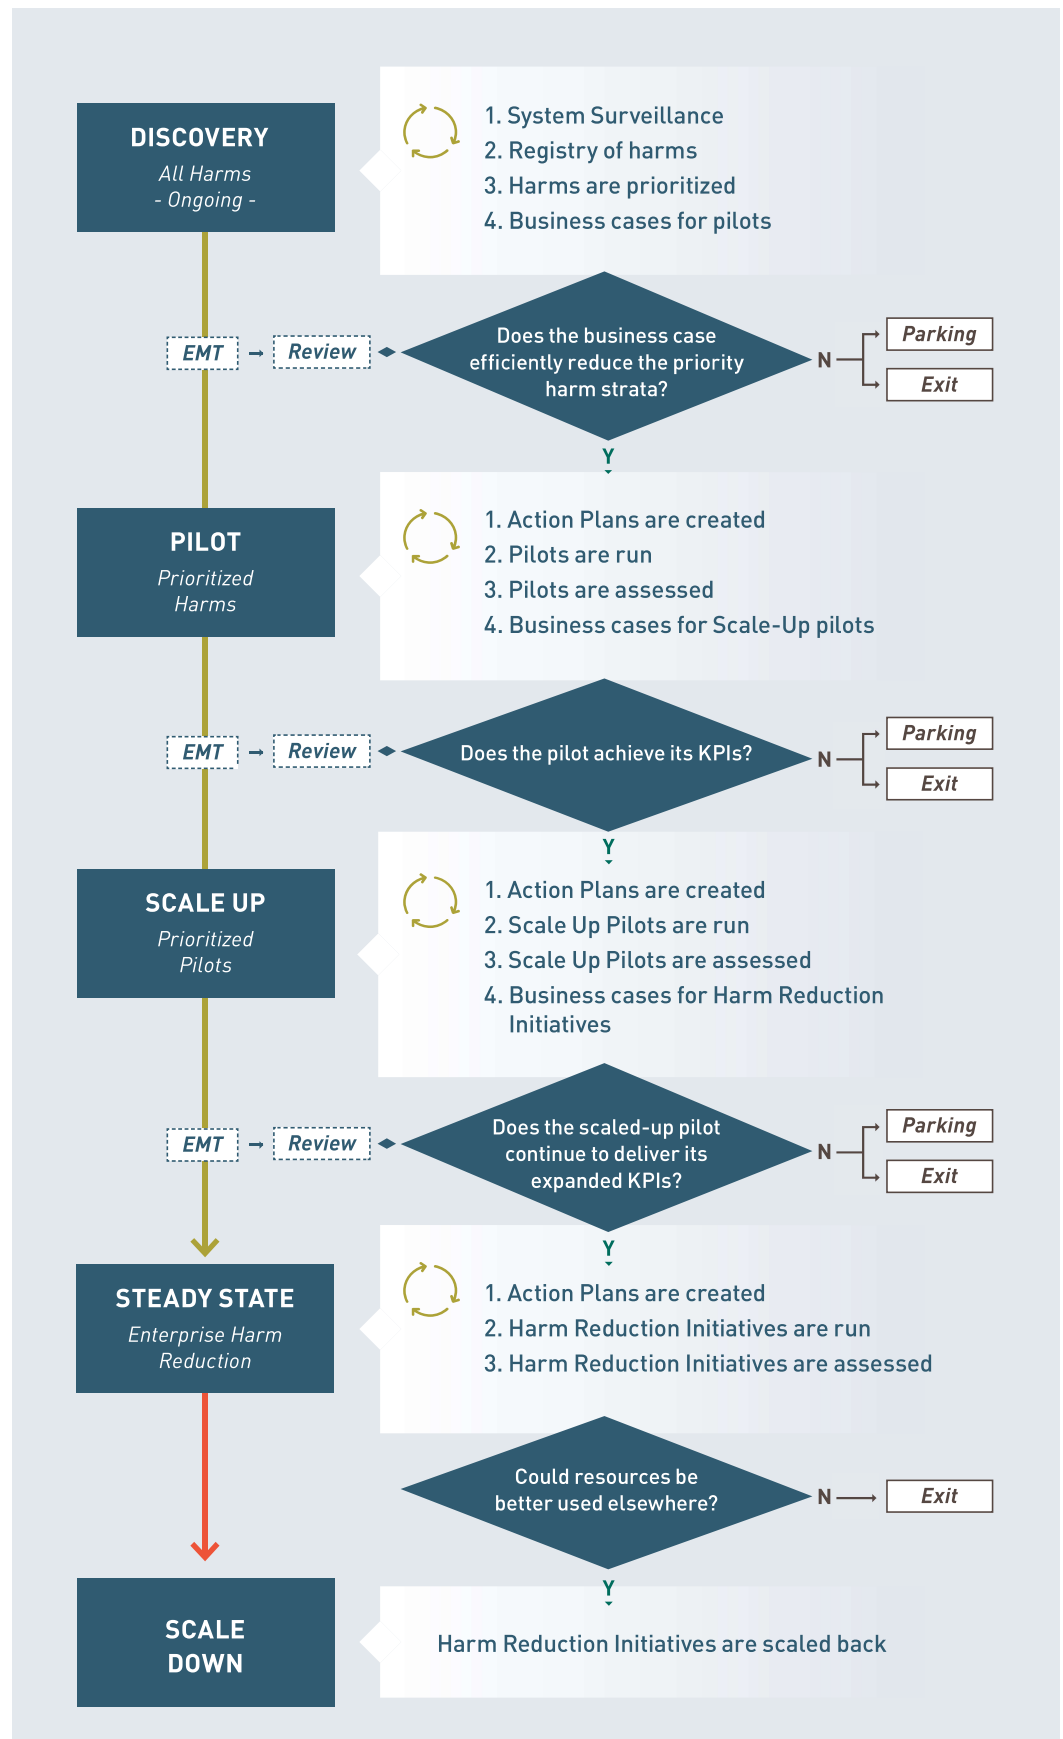 DISCOVERY
All Harms
- Ongoing -
1. System Surveillance
2. Registry of harms
3. Harms are prioritized
4. Business cases for pilots
EMT
Review
Does the business case
efficiently reduce the priority
harm strata?
N
Parking
Exit
Y
PILOT
Prioritized
Harms
1. Action Plans are created
2. Pilots are run
3. Pilots are assessed
4. Business cases for Scale-Up pilots
EMT
Review
Does the pilot achieve its KPIs?
N
Parking
Exit
Y
SCALE UP
Prioritized
Pilots
1. Action Plans are created
2. Scale Up Pilots are run
3. Scale Up Pilots are assessed
4. Business cases for Harm Reduction
Initiatives
EMT
Review
Does the scaled-up pilot
continue to deliver its
expanded KPIs?
N
Parking
Exit
Y
STEADY STATE
Enterprise Harm
Reduction
1. Action Plans are created
2. Harm Reduction Initiatives are run
3. Harm Reduction Initiatives are assessed
Could resources be
better used elsewhere?
N
Exit
Y
SCALE
DOWN
Harm Reduction Initiatives are scaled back